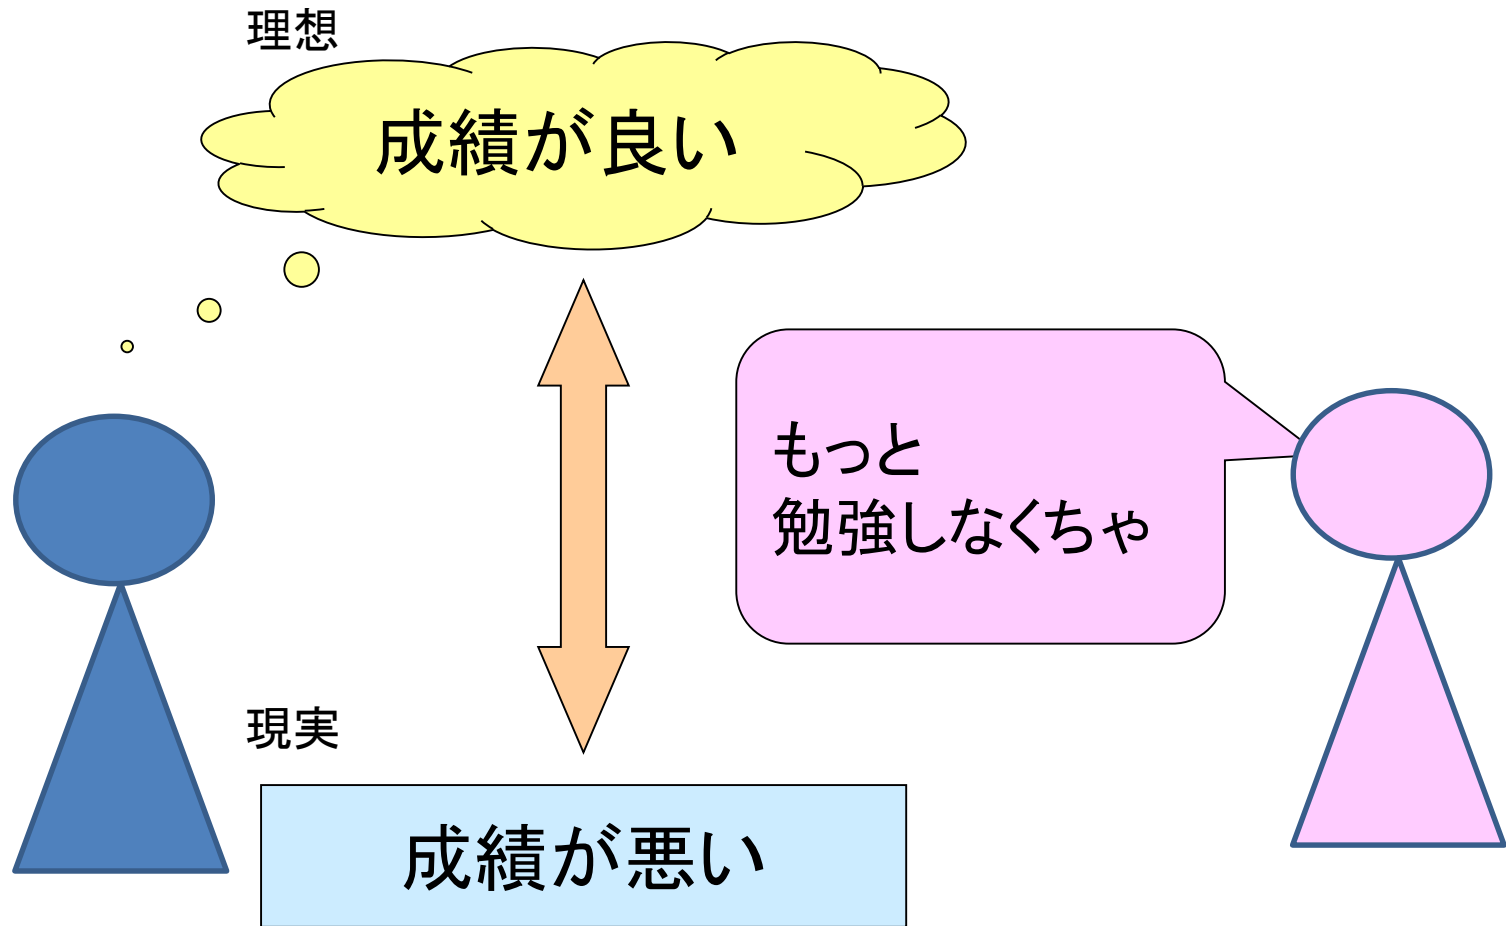 理想
成績が良い
もっと
勉強しなくちゃ
現実
成績が悪い